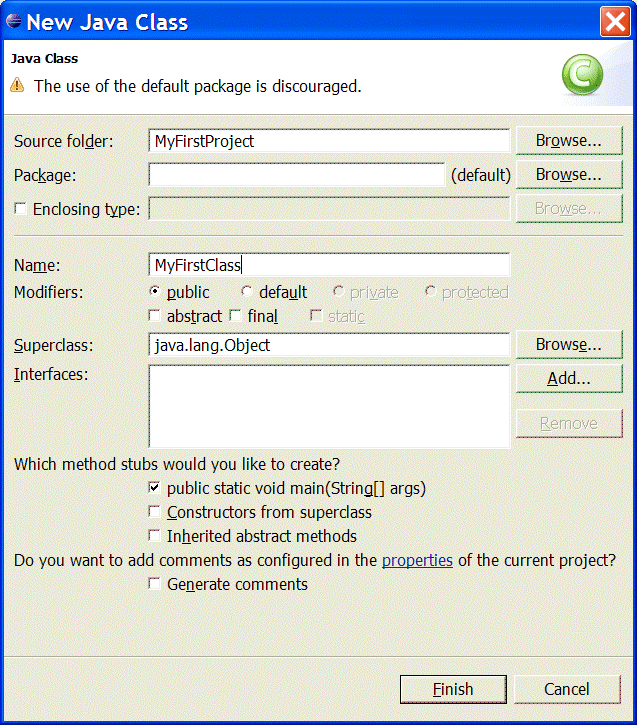 New Java Class
Java Class
The use of the default package is discouraged.
C
Source folder: MyFirstProject Browse...
Package: (default) Browse...
Enclosing type: Browse...
Name: MyFirstClass
Modifiers: public default private protected
abstract final static
Superclass: java.lang.Object Browse...
Interfaces: Add...
Remove
Which method stubs would you like to create?
public static void main(String[] args)
Constructors from superclass
Inherited abstract methods
Do you want to add comments as configured in the properties of the current project?
Generate comments
Finish Cancel